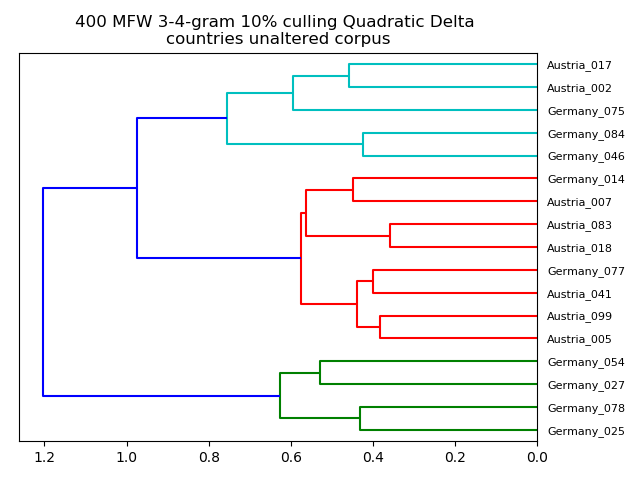 400 MFW 3-4-gram 10% culling Quadratic Delta
countries unaltered corpus
Austria_017
Austria_002
Germany_075
Germany_084
Germany_046
Germany_014
Austria_007
Austria_083
Austria_018
Germany_077
Austria_041
Austria_099
Austria_005
Germany_054
Germany_027
Germany_078
Germany_025
1.2 1.0 0.8 0.6 0.4 0.2 0.0